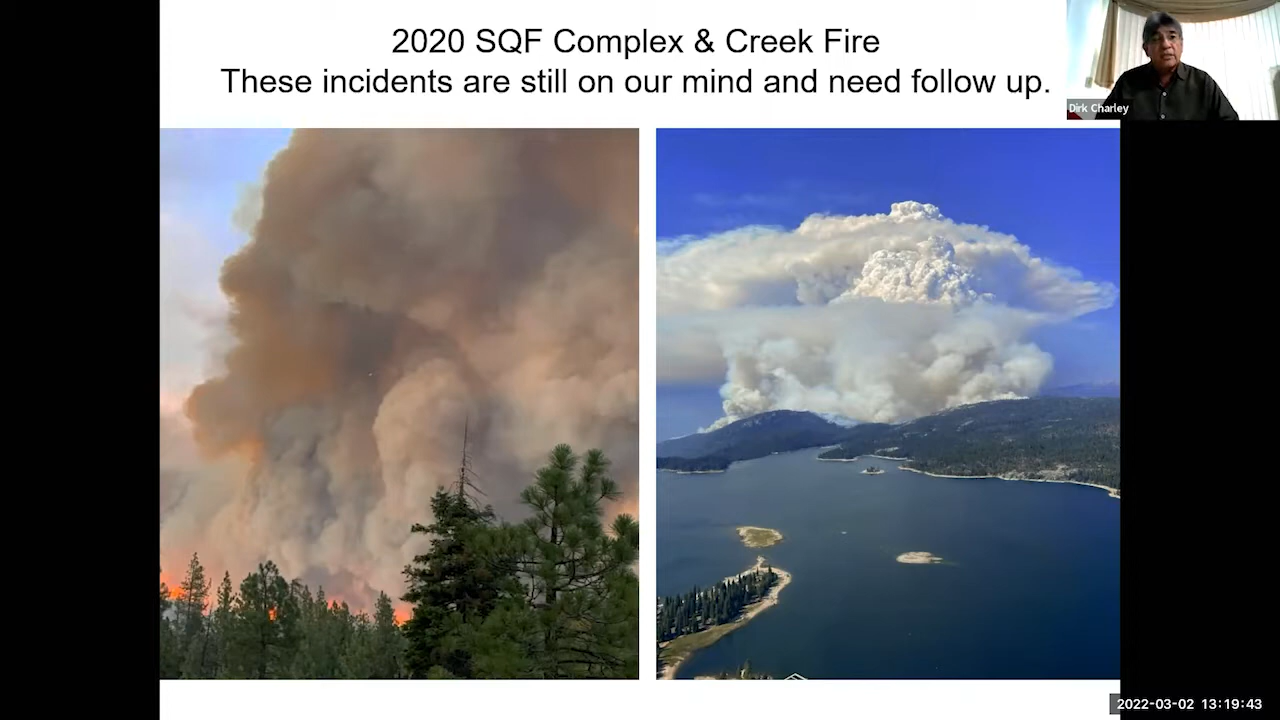 2020 SQF Complex & Creek Fire
These incidents are still on our mind and need follow up.
Dirk Charley
2022-03-02 13:19:43